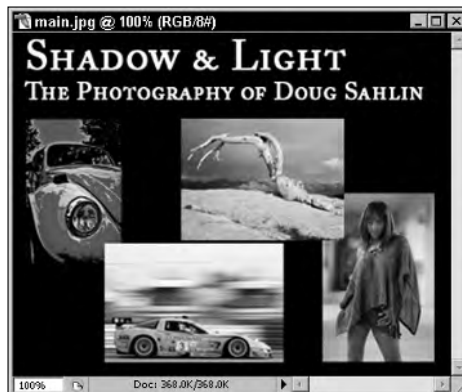 main.jpg @ 100% (RGB/8#)
SHADOW & LIGHT
THE PHOTOGRAPHY OF DOUG SAHLIN
100% Doc: 368.0K/368.0K